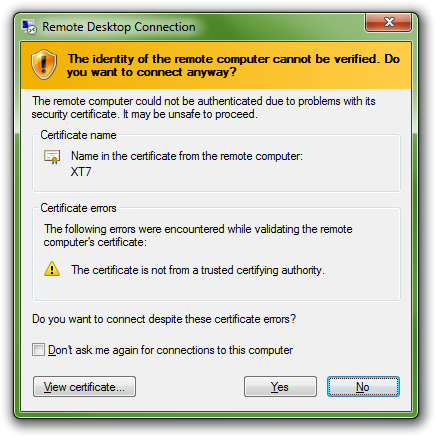 Remote Desktop Connection
The identity of the remote computer cannot be verified. Do
you want to connect anyway?
The remote computer could not be authenticated due to problems with its
security certificate. It may be unsafe to proceed.
Certificate name
Name in the certificate from the remote computer:
XT7
Certificate errors
The following errors were encountered while validating the remote
computer's certificate:
The certificate is not from a trusted certifying authority.
Do you want to connect despite these certificate errors?
Don't ask me again for connections to this computer
View certificate...
Yes
No